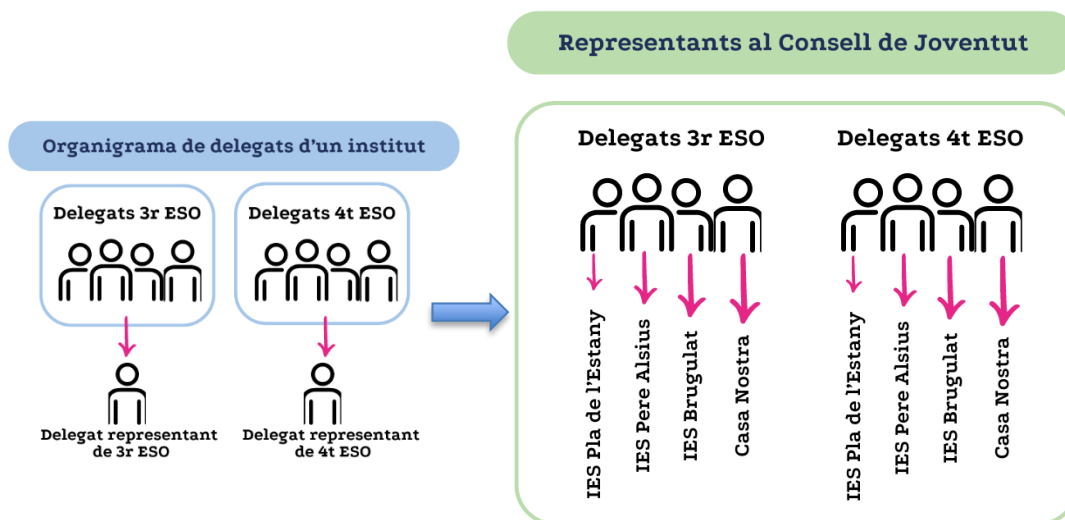 Representants al Consell de Joventut
Organigrama de delegats d'un institut
Delegats 3r ESO
Delegats 4t ESO
Delegat representant
de 3r ESO
Delegat representant
de 4t ESO
Delegats 3r ESO
Delegats 4t ESO
IES Pla de l'Estany
IES Pere Alsius
IES Brugulat
Casa Nostra
IES Pla de l'Estany
IES Pere Alsius
IES Brugulat
Casa Nostra